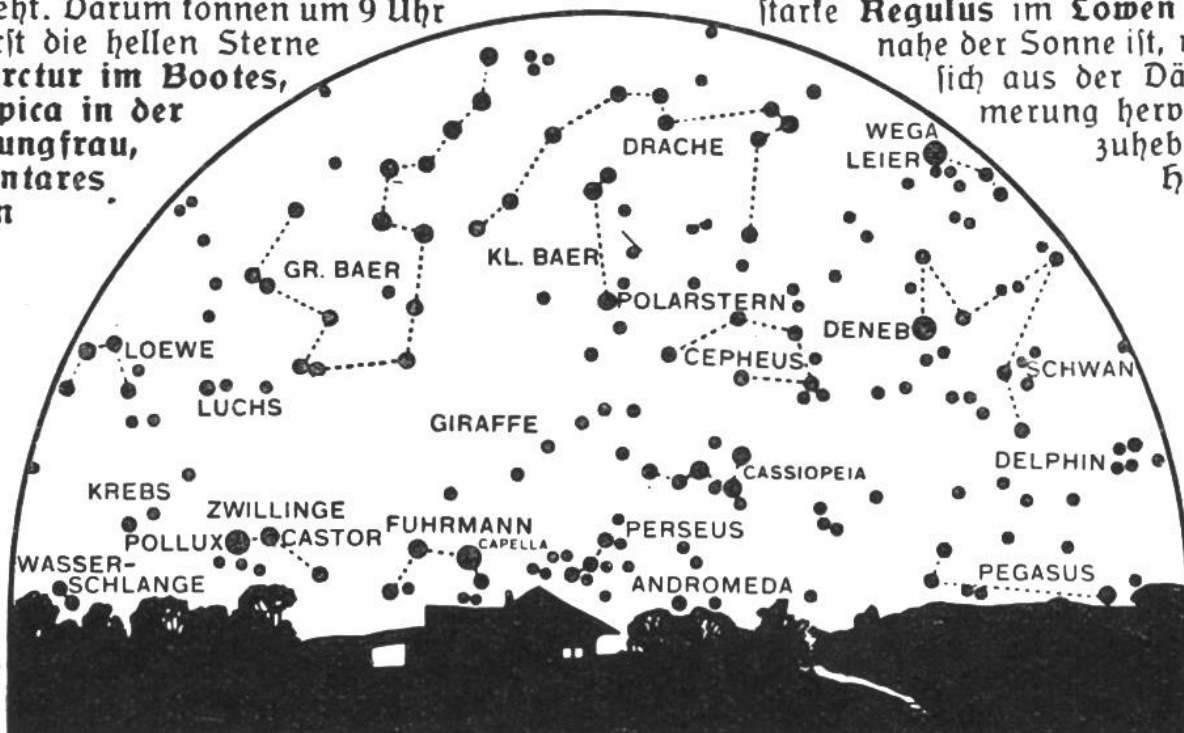 eht. Darum können um 9 Uhr
rst die hellen Sterne
rctur im Bootes,
pica in der
ungfrau,
ntares
n
starke Regulus im Löwen
nahe der Sonne ist,
sich aus der Dä
merung hervo
zuheb
h
DRACHE
WEGA
LEIER
GR. BAER
KL. BAER
POLARSTERN
DENEB
LOEWE
CEPHEUS
SCHWAN
LUCHS
GIRAFFE
CASSIOPEIA
DELPHIN
KREBS
ZWILLINGE
POLLUX
CASTOR
FUHRMANN
CAPELLA
PERSEUS
WASSER-
SCHLANGE
ANDROMEDA
PEGASUS